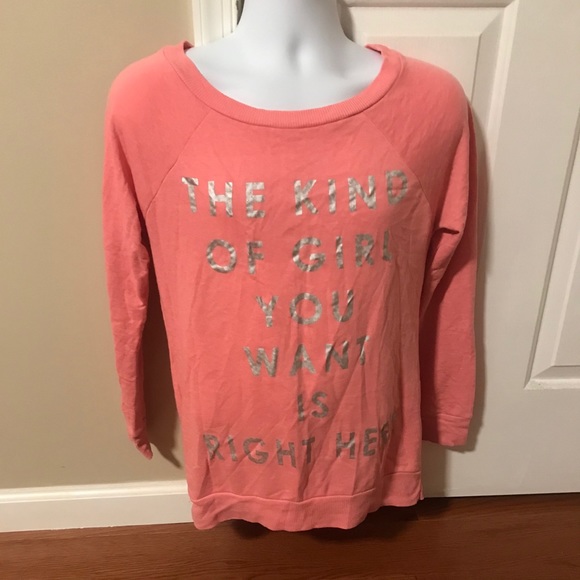 THE KIND
OF GIRL
YOU
WANT
IS
RIGHT HERE